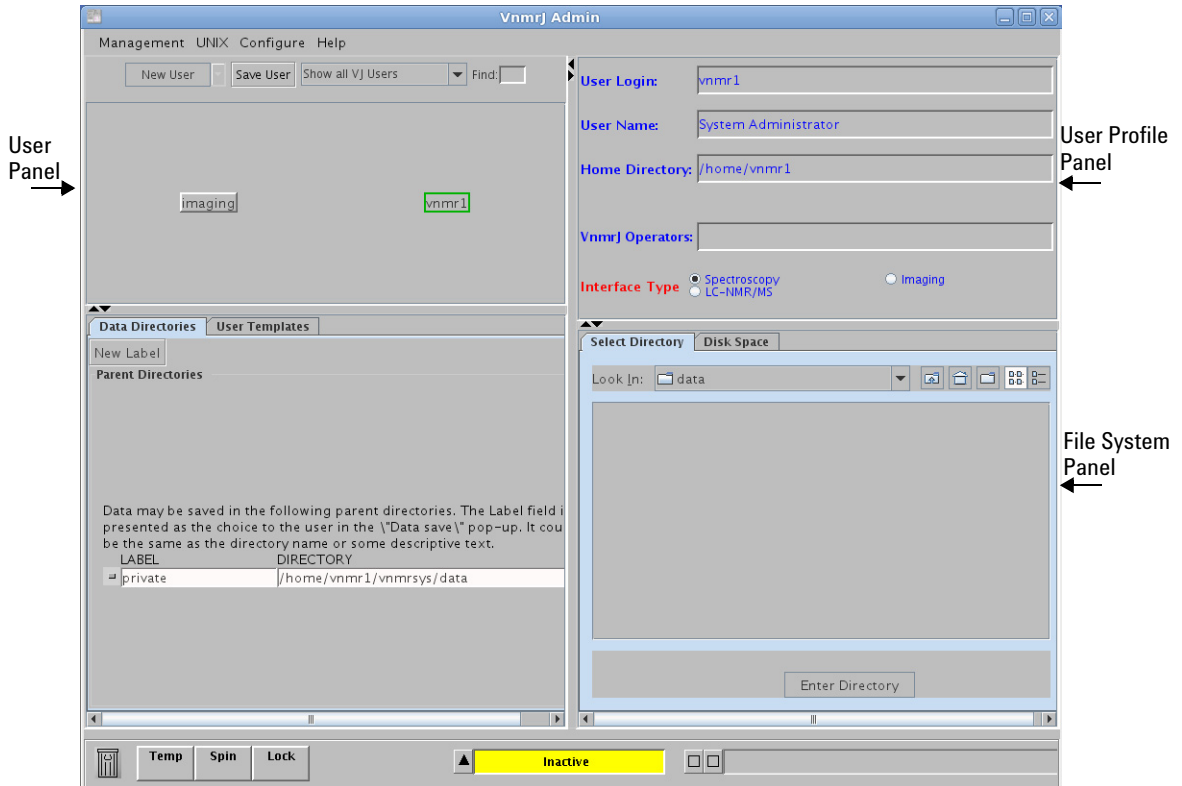 VnmrJ Admin
Management UNIX Configure Help
New User Save User Show all VJ Users Find:
User Panel
imaging vnmr1
User Login: vnmr1
User Name: System Administrator
Home Directory: /home/vnmr1
VnmrJ Operators:
Interface Type Spectroscopy Imaging
LC-NMR/MS
User Profile Panel
Data Directories User Templates
New Label
Parent Directories
Data may be saved in the following parent directories. The Label field i
presented as the choice to the user in the \"Data save\" pop-up. It cou
be the same as the directory name or some descriptive text.
LABEL DIRECTORY
private /home/vnmr1/vnmrsys/data
Select Directory Disk Space
Look In: data
Enter Directory
File System Panel
Temp Spin Lock Inactive